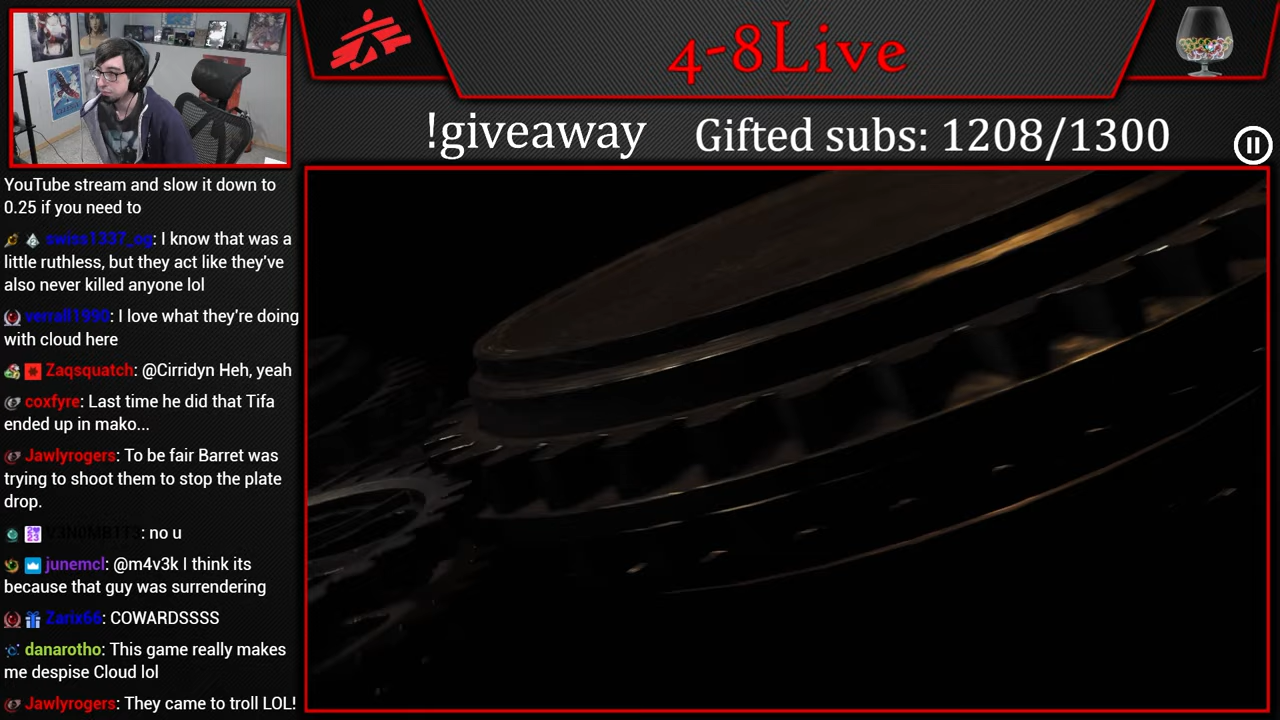 4-8Live
!giveaway
Gifted subs: 1208/1300
YouTube stream and slow it down to
0.25 if you need to
swiss1337_og: I know that was a
little ruthless, but they act like they've
also never killed anyone lol
verrall1990: I love what they're doing
with cloud here
Zaqsquatch: @Cirridyn Heh, yeah
coxfyre: Last time he did that Tifa
ended up in mako...
Jawlyrogers: To be fair Barret was
trying to shoot them to stop the plate
drop.
: no u
junemcl: @m4v3k I think its
because that guy was surrendering
Zarix66: COWARDSSSS
danarotho: This game really makes
me despise Cloud lol
Jawlyrogers: They came to troll LOL!